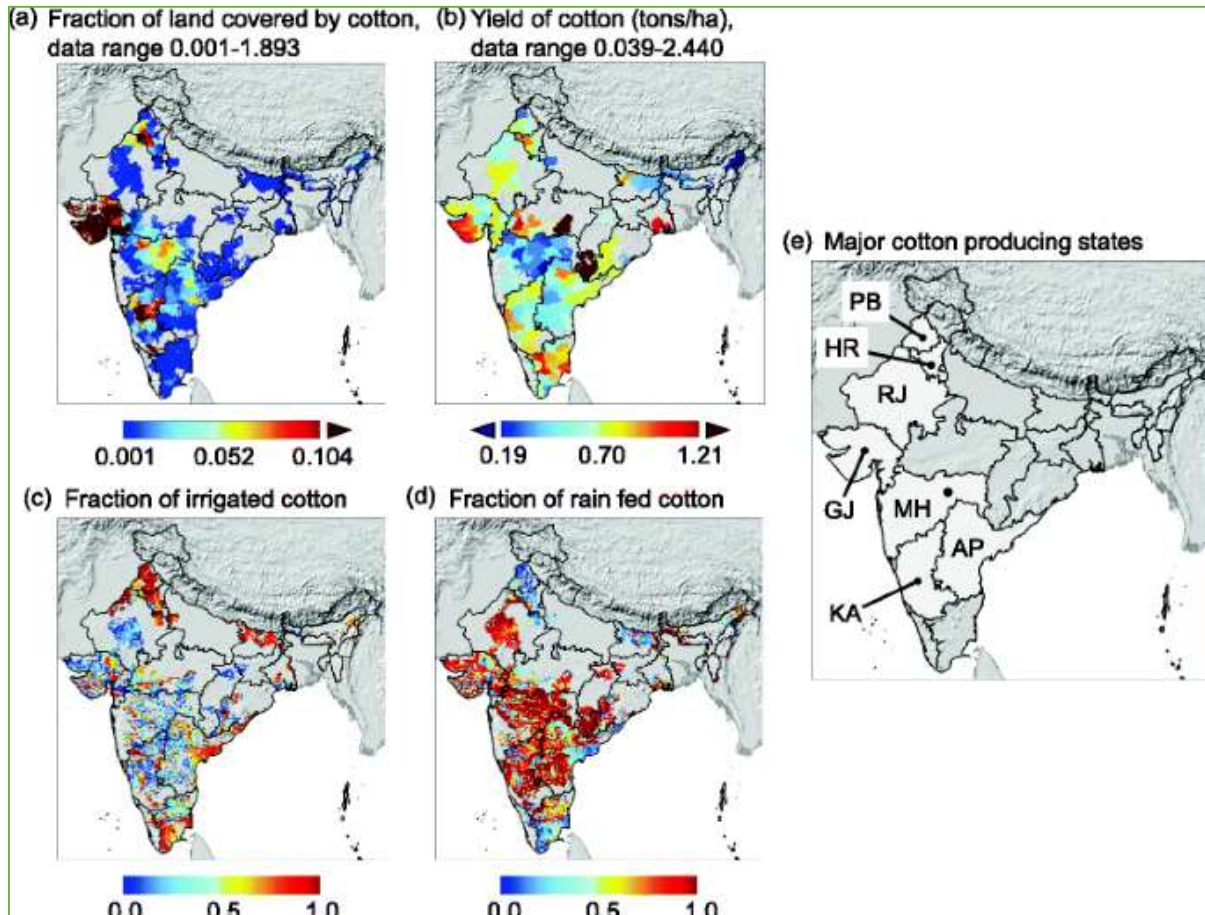 (a) Fraction of land covered by cotton,
data range 0.001-1.893
(b) Yield of cotton (tons/ha),
data range 0.039-2.440
0.001 0.052 0.104
0.19 0.70 1.21
(c) Fraction of irrigated cotton
(d) Fraction of rain fed cotton
0.0 0.5 1.0
0.0 0.5 1.0
(e) Major cotton producing states
PB
HR
RJ
GJ
MH
AP
KA